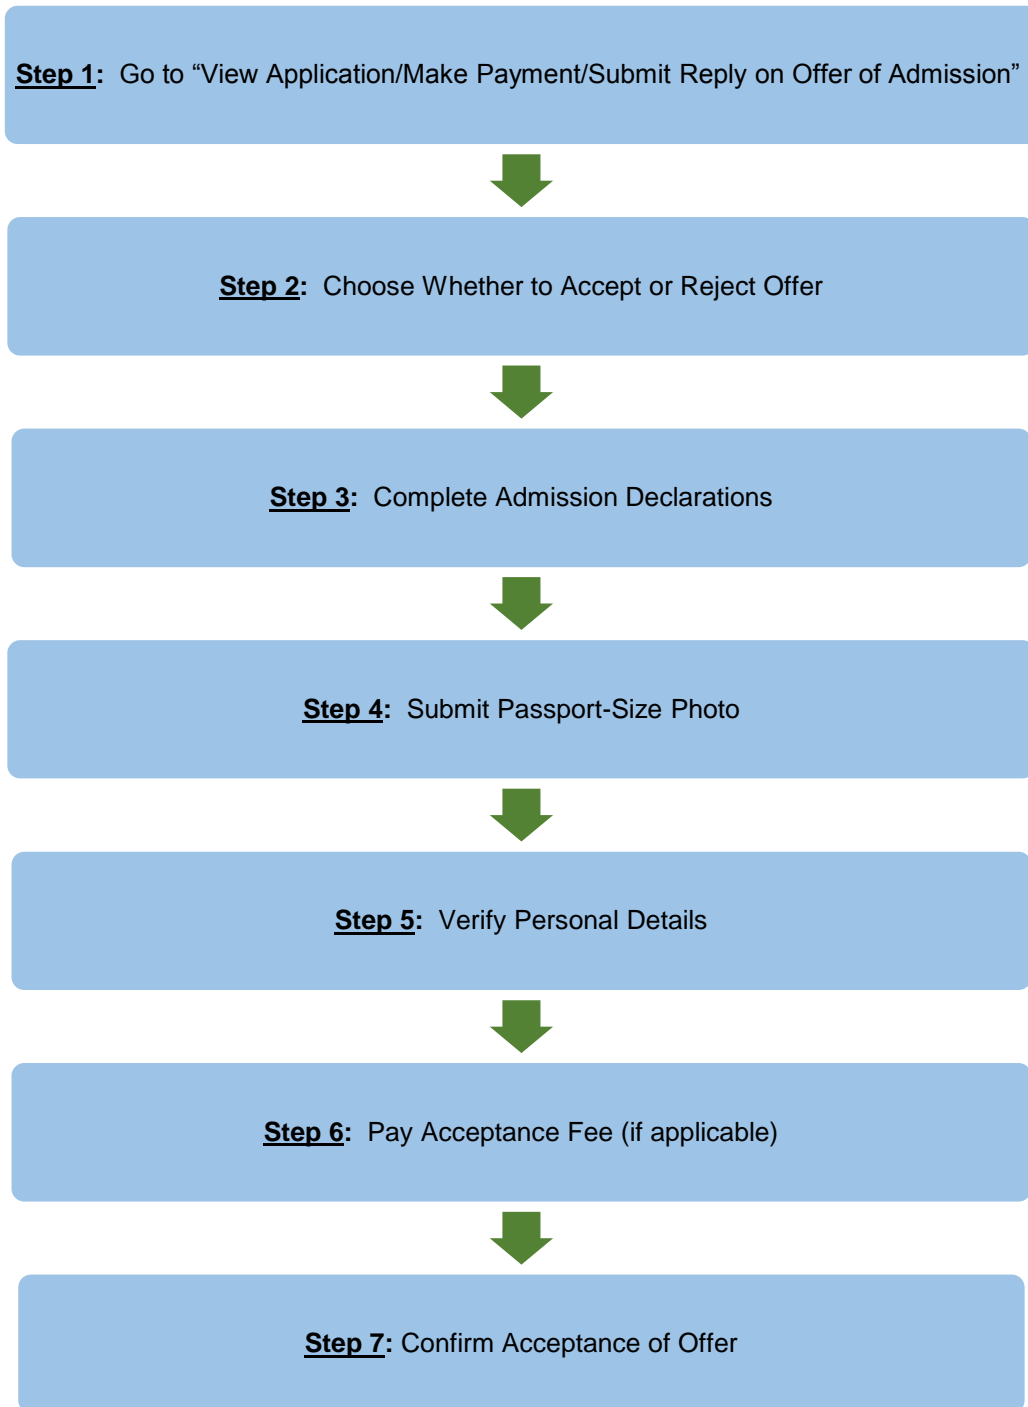 Step 1: Go to “View Application/Make Payment/Submit Reply on Offer of Admission”
Step 2: Choose Whether to Accept or Reject Offer
Step 3: Complete Admission Declarations
Step 4: Submit Passport-Size Photo
Step 5: Verify Personal Details
Step 6: Pay Acceptance Fee (if applicable)
Step 7: Confirm Acceptance of Offer